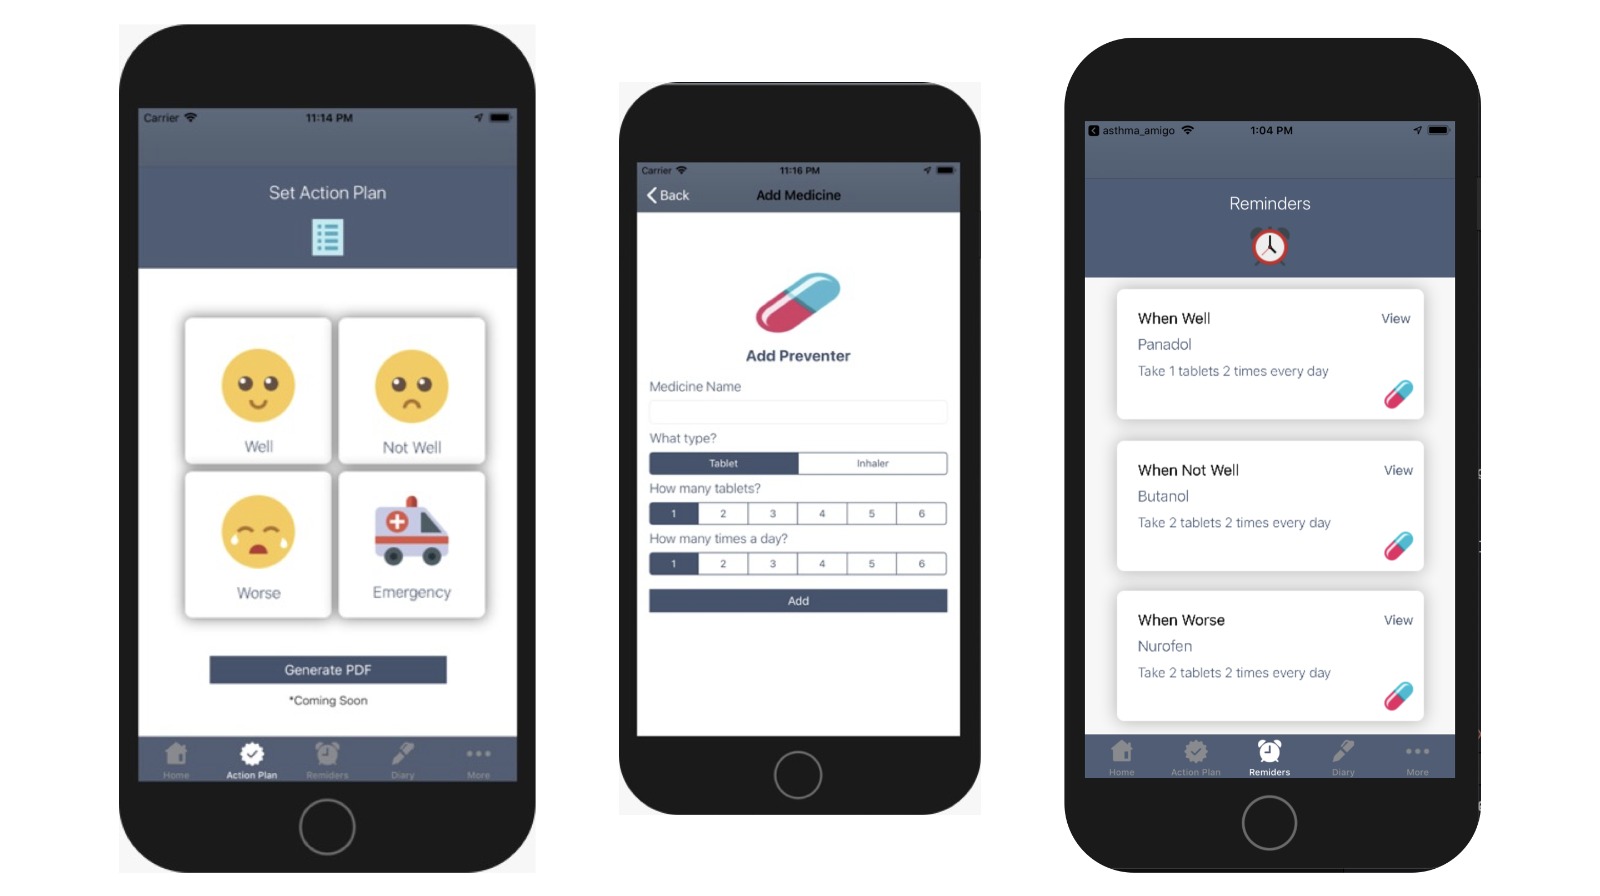 Carrier 11:14 PM
Set Action Plan
Well Not Well
Worse Emergency
Generate PDF
*Coming Soon
Home Action Plan Remiders Diary More
Carrier 11:16 PM
Back Add Medicine
Add Preventer
Medicine Name
What type?
Tablet Inhaler
How many tablets?
1 2 3 4 5 6
How many times a day?
1 2 3 4 5 6
Add
asthma_amigo 1:04 PM
Reminders
When Well View
Panadol
Take 1 tablets 2 times every day
When Not Well View
Butanol
Take 2 tablets 2 times every day
When Worse View
Nurofen
Take 2 tablets 2 times every day
Home Action Plan Remiders Diary More